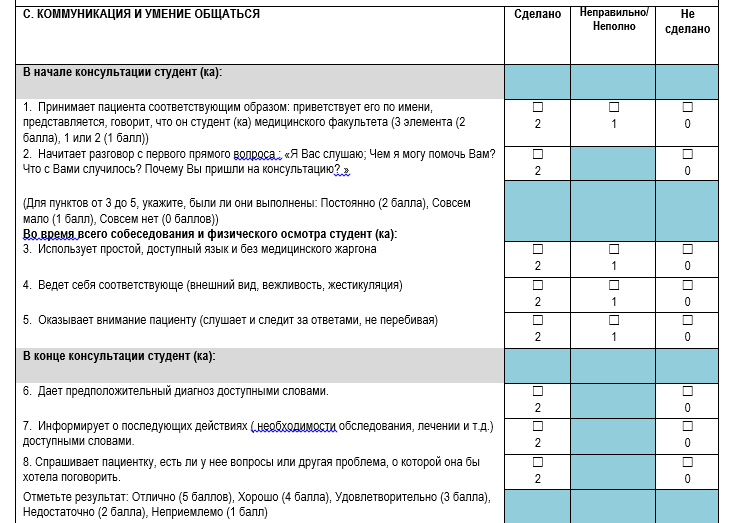 С. КОММУНИКАЦИЯ И УМЕНИЕ ОБЩАТЬСЯ
Сделано
Неправильно/
Неполно
Не
сделано
В начале консультации студент (ка):
1. Принимает пациента соответствующим образом: приветствует его по имени,
представляется, говорит, что он студент (ка) медицинского факультета (3 элемента (2
балла), 1 или 2 (1 балл))
☐ ☐ ☐
2 1 0
2. Начитает разговор с первого прямого вопроса : «Я Вас слушаю; Чем я могу помочь Вам?
Что с Вами случилось? Почему Вы пришли на консультацию? »
☐ ☐
2 0
(Для пунктов от 3 до 5, укажите, были ли они выполнены: Постоянно (2 балла), Совсем
мало (1 балл), Совсем нет (0 баллов))
Во время всего собеседования и физического осмотра студент (ка):
3. Использует простой, доступный язык и без медицинского жаргона
☐ ☐ ☐
2 1 0
4. Ведет себя соответствующе (внешний вид, вежливость, жестикуляция)
☐ ☐ ☐
2 1 0
5. Оказывает внимание пациенту (слушает и следит за ответами, не перебивая)
☐ ☐ ☐
2 1 0
В конце консультации студент (ка):
6. Дает предположительный диагноз доступными словами.
☐ ☐
2 0
7. Информирует о последующих действиях ( необходимости обследования, лечении и т.д.)
доступными словами.
☐ ☐
2 0
8. Спрашивает пациентку, есть ли у нее вопросы или другая проблема, о которой она бы
хотела поговорить.
☐ ☐
2 0
Отметьте результат: Отлично (5 баллов), Хорошо (4 балла), Удовлетворительно (3 балла),
Недостаточно (2 балла), Неприемлемо (1 балл)